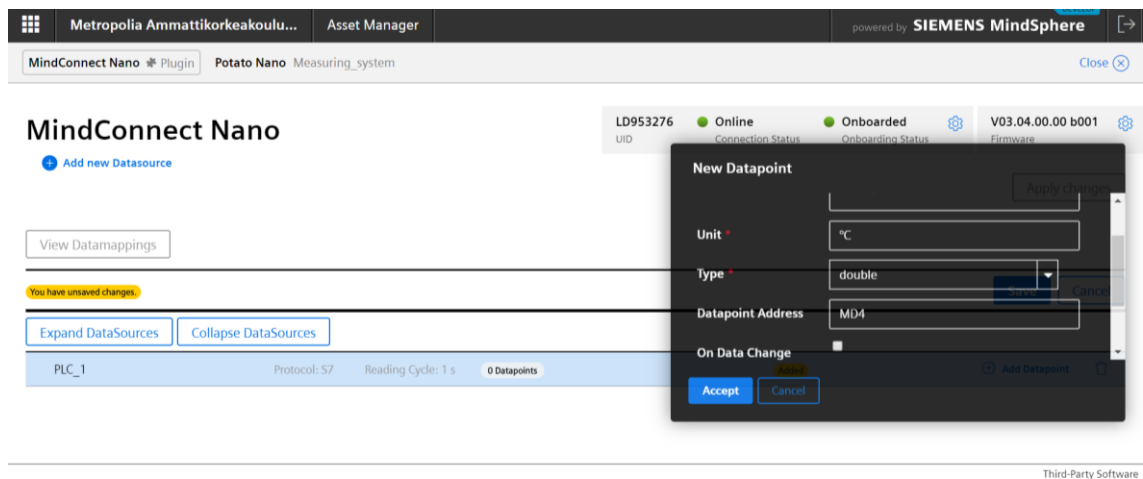 Metropolia Ammattikorkeakoulu... Asset Manager powered by SIEMENS MindSphere
MindConnect Nano Plugin Potato Nano Measuring_system Close
MindConnect Nano
LD953276 Online Onboarded V03.04.00.00 b001
UID Connection Status Onboarding Status Firmware
Add new Datasource
New Datapoint
Apply changes
Unit * °C
View Datamappings
Type * double
You have unsaved changes.
Save Cancel
Datapoint Address MD4
Expand DataSources Collapse DataSources
On Data Change
PLC_1 Protocol: S7 Reading Cycle: 1 s 0 Datapoints Added Add Datapoint
Accept Cancel
Third-Party Software